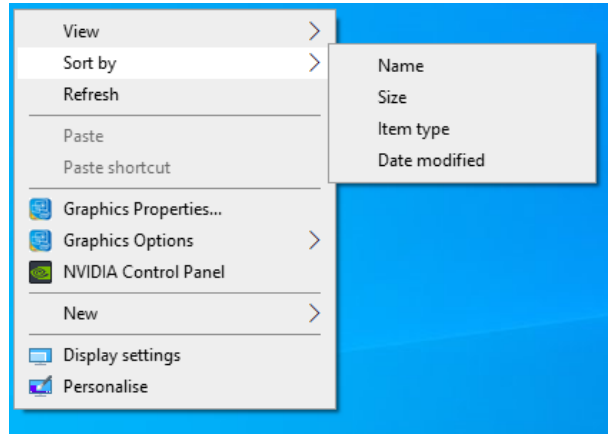 View
Sort by
Refresh
Paste
Paste shortcut
Graphics Properties...
Graphics Options
NVIDIA Control Panel
New
Display settings
Personalise
Name
Size
Item type
Date modified